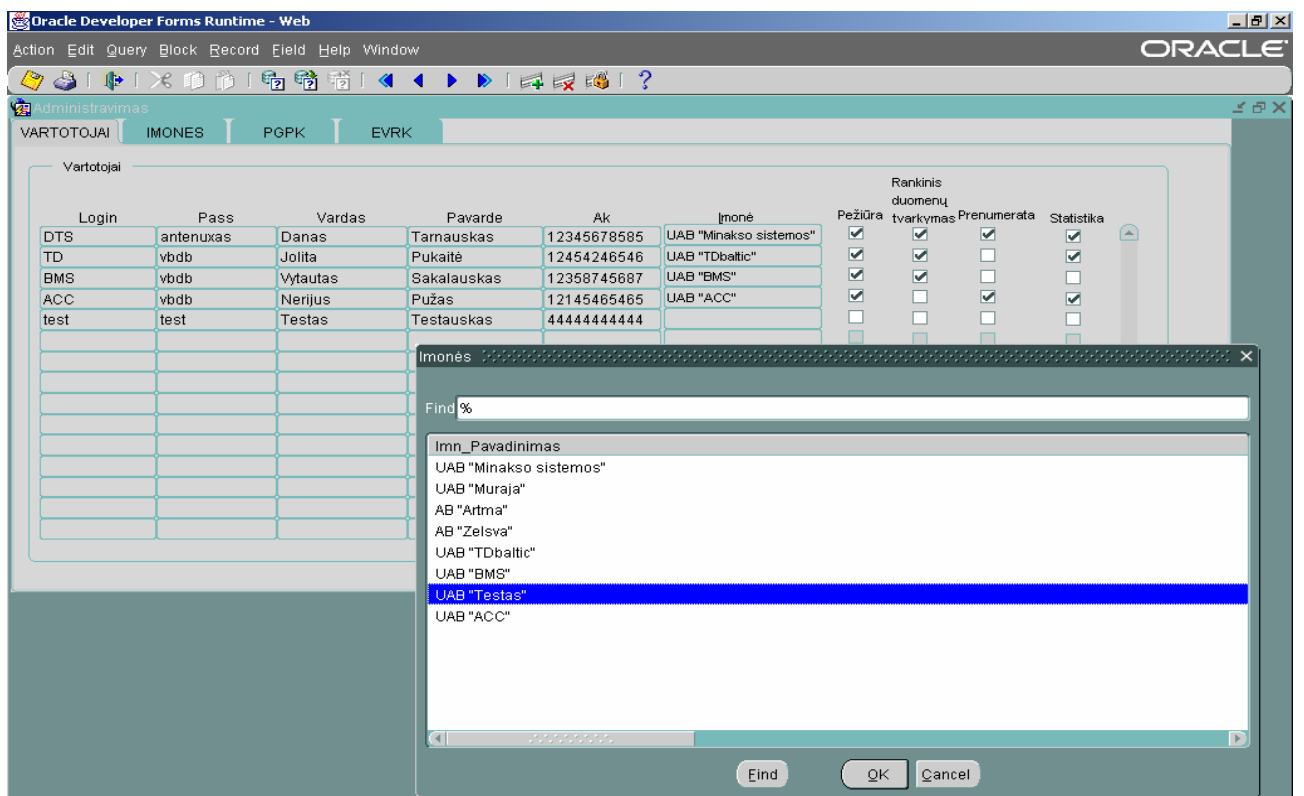 Oracle Developer Forms Runtime - Web
Action Edit Query Block Record Field Help Window
ORACLE
Administravimas
VARTOTOJAI IMONES PGPK EVRK
Vartotojai
Login Pass Vardas Pavarde Ak Įmonė Pežiūra Rankinis duomenų tvarkymas Prenumerata Statistika
DTS antenuxas Danas Tarnauskas 12345678585 UAB "Minakso sistemos"
TD vbdb Jolita Pukaitė 12454246546 UAB "TDbaltic"
BMS vbdb Vytautas Sakalauskas 12358745687 UAB "BMS"
ACC vbdb Nerijus Pužas 12145465465 UAB "ACC"
test test Testas Testauskas 44444444444
Imonės
Find %
Imn_Pavadinimas
UAB "Minakso sistemos"
UAB "Muraja"
AB "Artma"
AB "Zelsva"
UAB "TDbaltic"
UAB "BMS"
UAB "Testas"
UAB "ACC"
Find OK Cancel